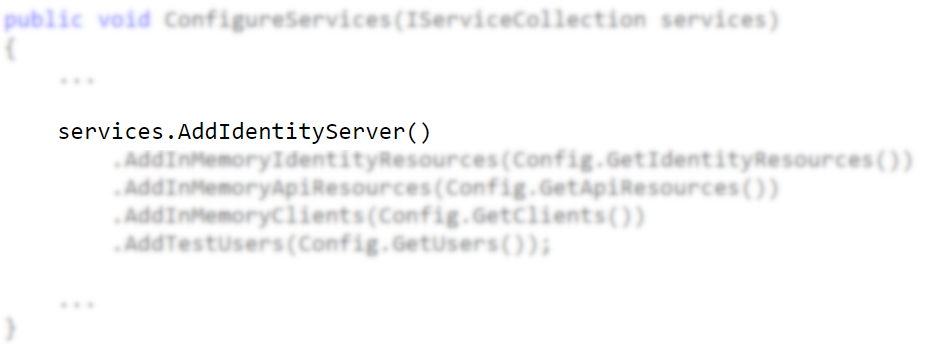 public void ConfigureServices(IServiceCollection services)
{
...
services.AddIdentityServer()
.AddInMemoryIdentityResources(Config.GetIdentityResources())
.AddInMemoryApiResources(Config.GetApiResources())
.AddInMemoryClients(Config.GetClients())
.AddTestUsers(Config.GetUsers());
...
}